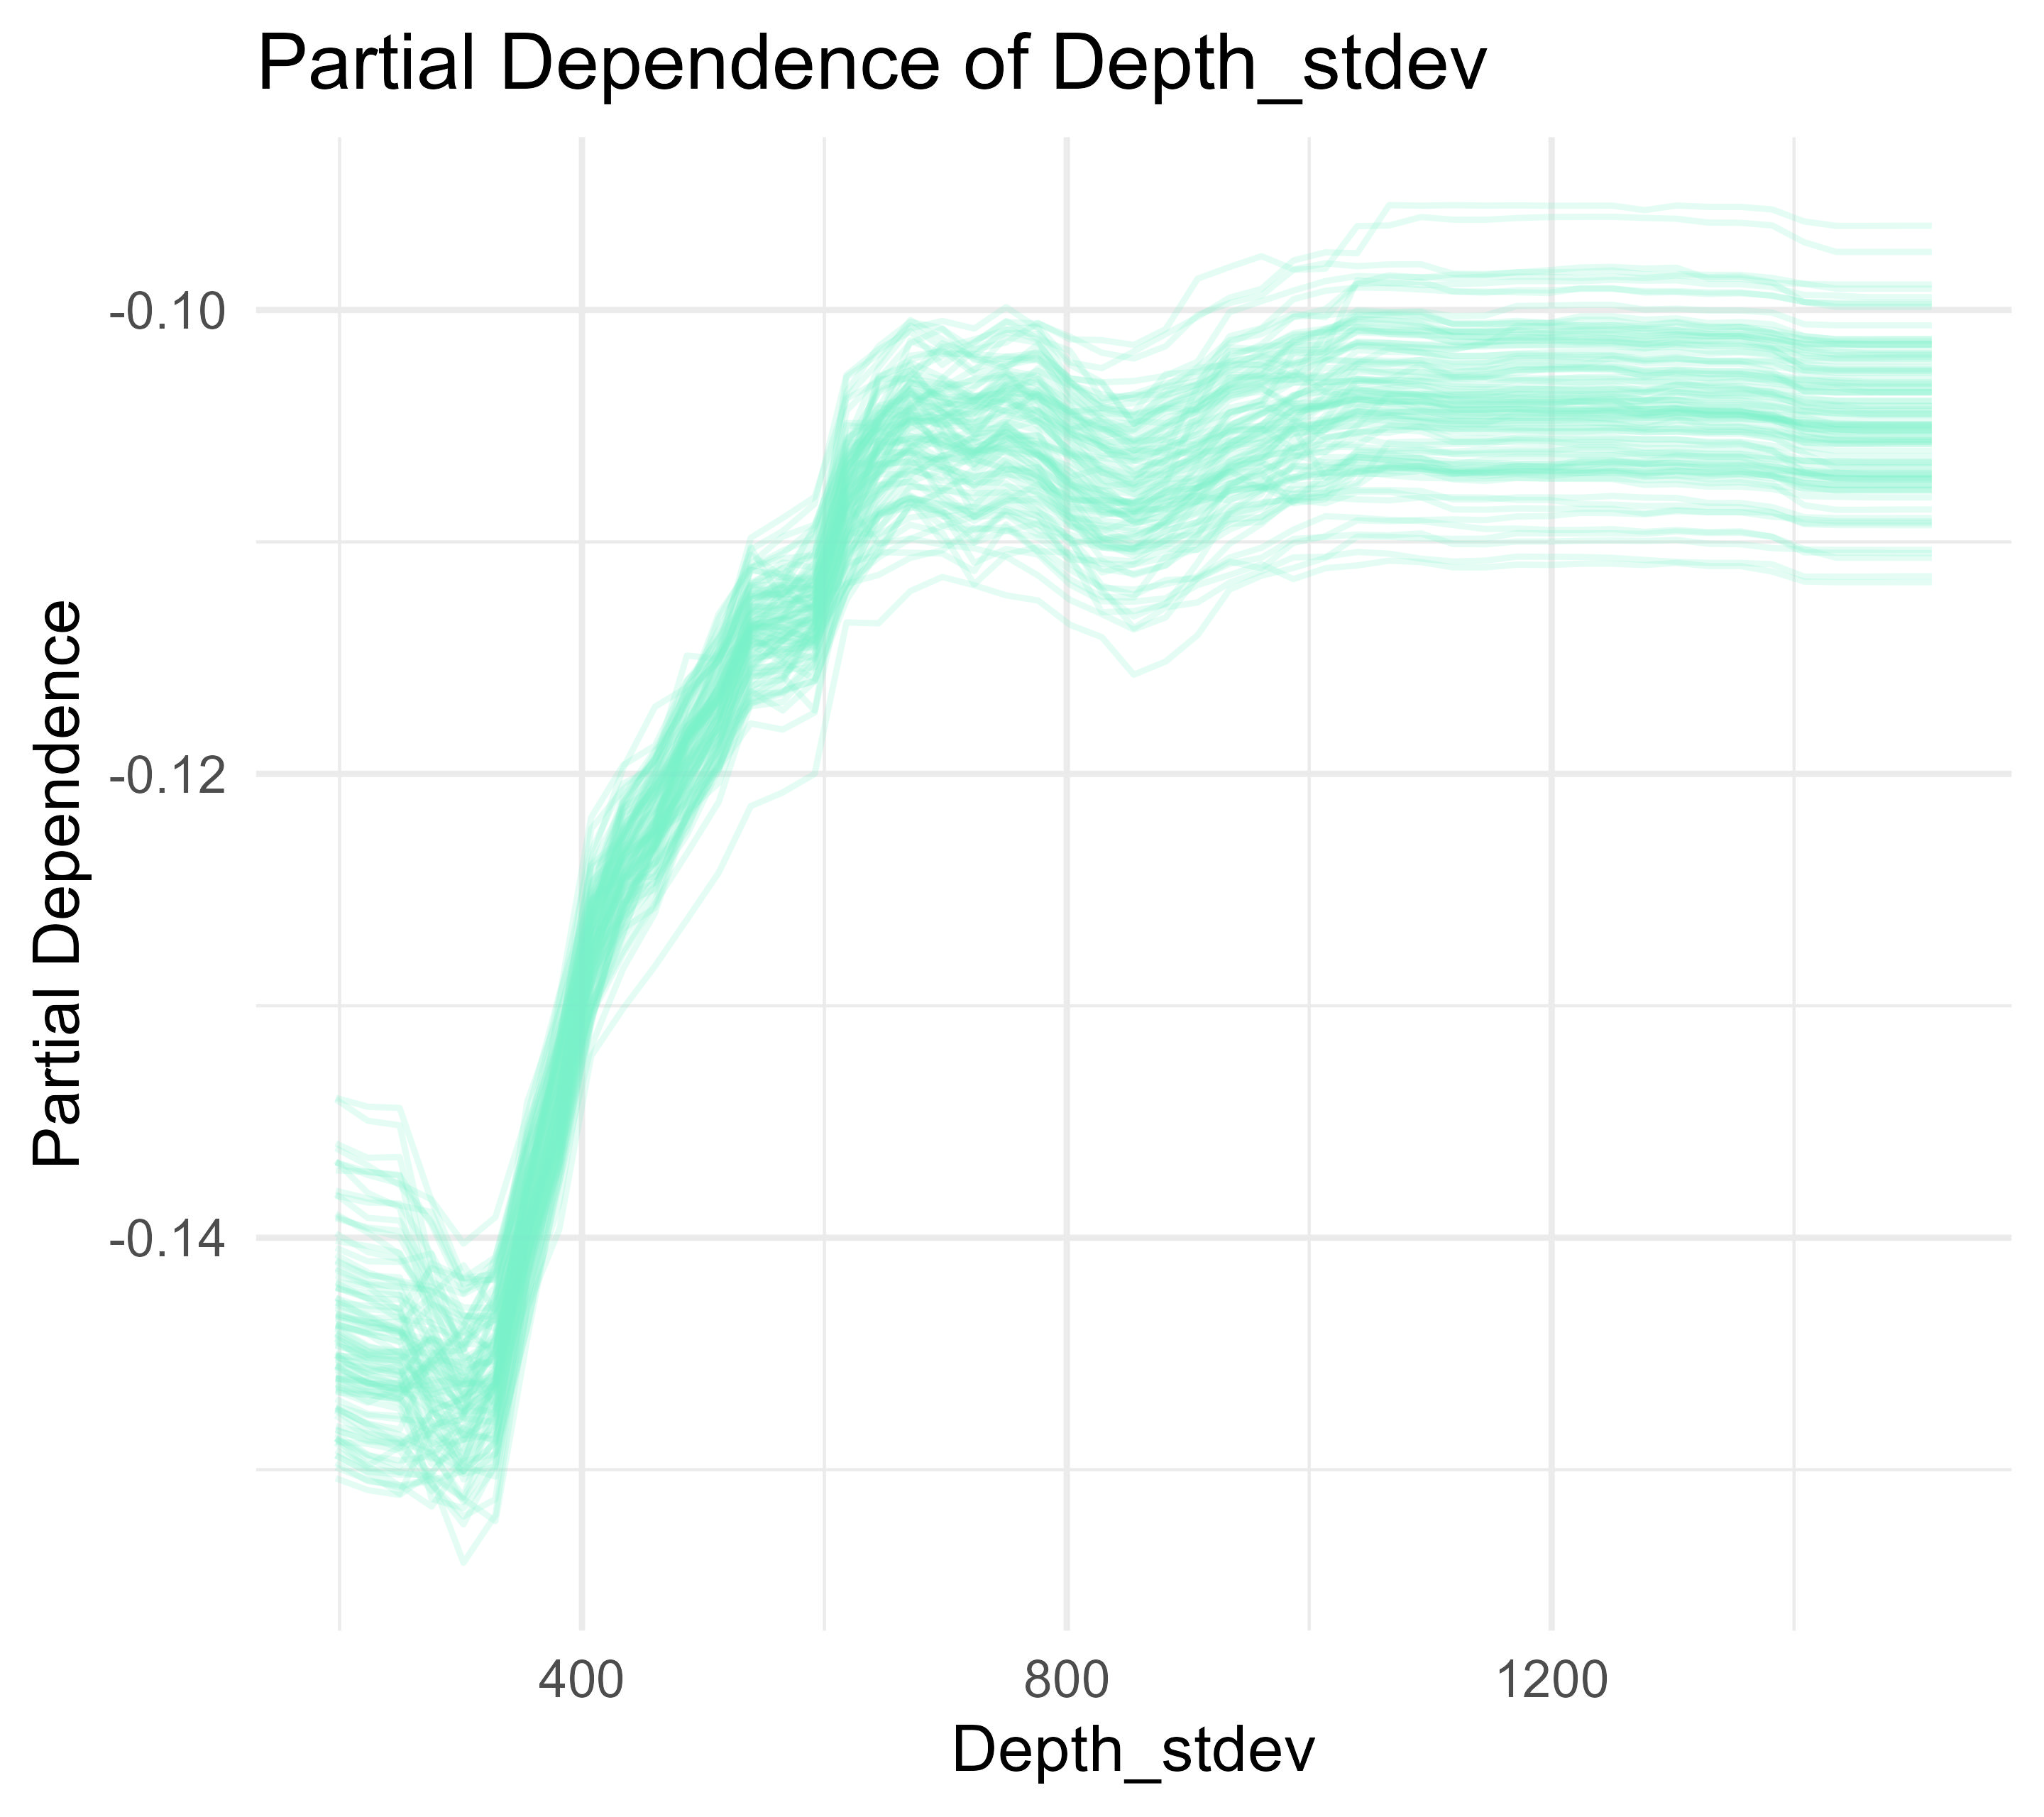 Partial Dependence of Depth_stdev
Partial Dependence
-0.10
-0.12
-0.14
400 800 1200
Depth_stdev